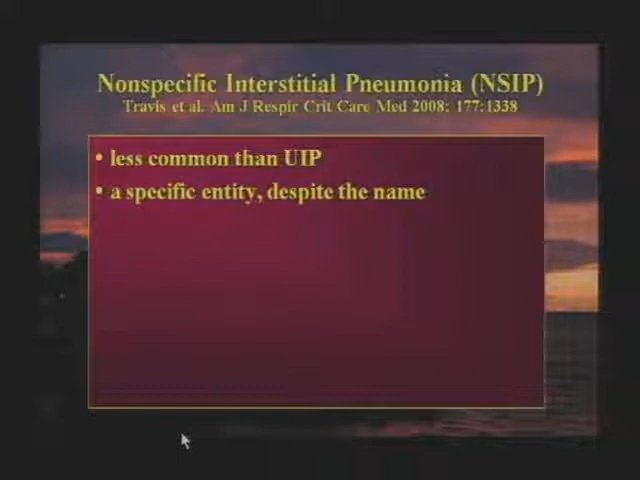 Nonspecific Interstitial Pneumonia (NSIP)
Travis et al. Am J Respir Crit Care Med 2008: 177:1338
• less common than UIP
• a specific entity, despite the name